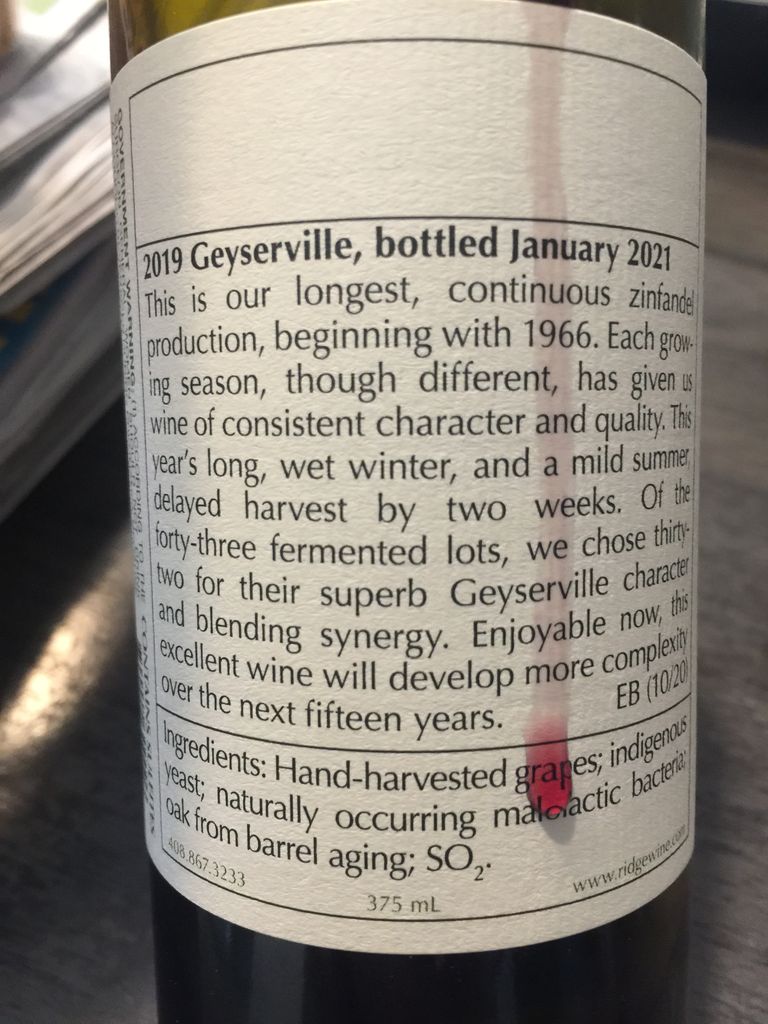 2019 Geyserville, bottled January 2021
This is our longest, continuous zinfandel
production, beginning with 1966. Each grow-
ing season, though different, has given us
wine of consistent character and quality. This
year's long, wet winter, and a mild summer,
delayed harvest by two weeks. Of the
forty-three fermented lots, we chose thirty-
two for their superb Geyserville character
and blending synergy. Enjoyable now, this
excellent wine will develop more complexity
over the next fifteen years. EB (10/20)
Ingredients: Hand-harvested grapes; indigenous
yeast; naturally occurring malolactic bacteria;
oak from barrel aging; SO₂.
408.867.3233 375 mL www.ridgewine.com
GOVERNMENT WARNING:
CONTAINS SULFITES